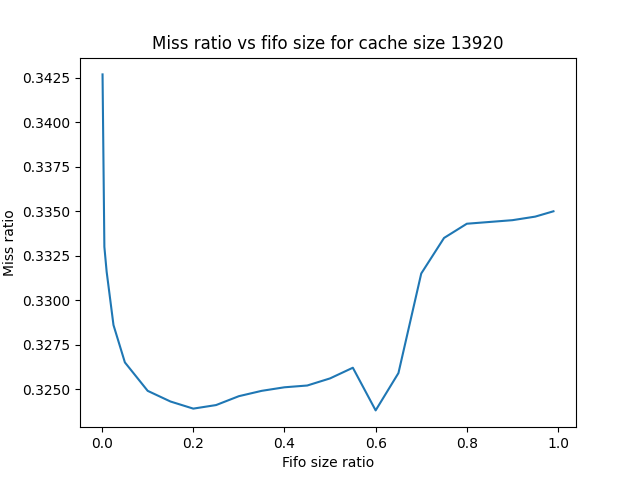 Miss ratio vs fifo size for cache size 13920
0.3425
0.3400
0.3375
0.3350
0.3325
0.3300
0.3275
0.3250
Miss ratio
0.0 0.2 0.4 0.6 0.8 1.0
Fifo size ratio